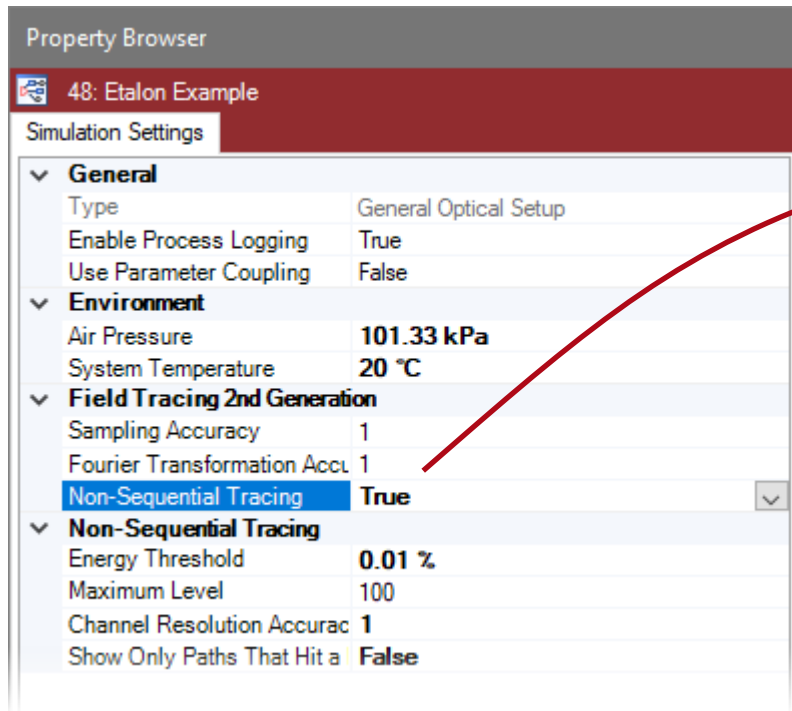 Property Browser
48: Etalon Example
Simulation Settings
General
Type General Optical Setup
Enable Process Logging True
Use Parameter Coupling False
Environment
Air Pressure 101.33 kPa
System Temperature 20 °C
Field Tracing 2nd Generation
Sampling Accuracy 1
Fourier Transformation Accu 1
Non-Sequential Tracing True
Non-Sequential Tracing
Energy Threshold 0.01 %
Maximum Level 100
Channel Resolution Accurac 1
Show Only Paths That Hit a False